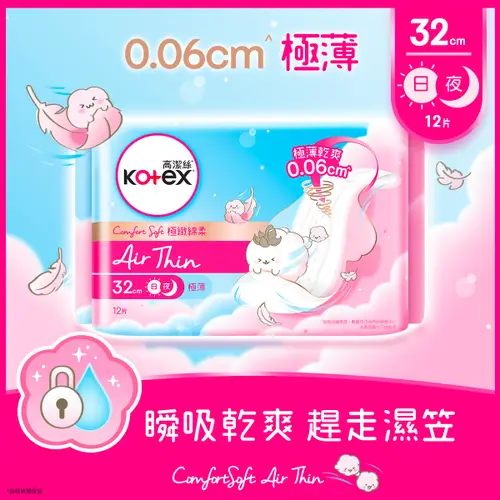 0.06cm^ 極薄
32cm
日 夜
12片
高潔絲
Kotex
極薄乾爽
0.06cm^
Comfort Soft 極緻綿柔
Air Thin
32cm 日 夜 極薄
12片
瞬吸乾爽 趕走濕笠
ComfortSoft Air Thin